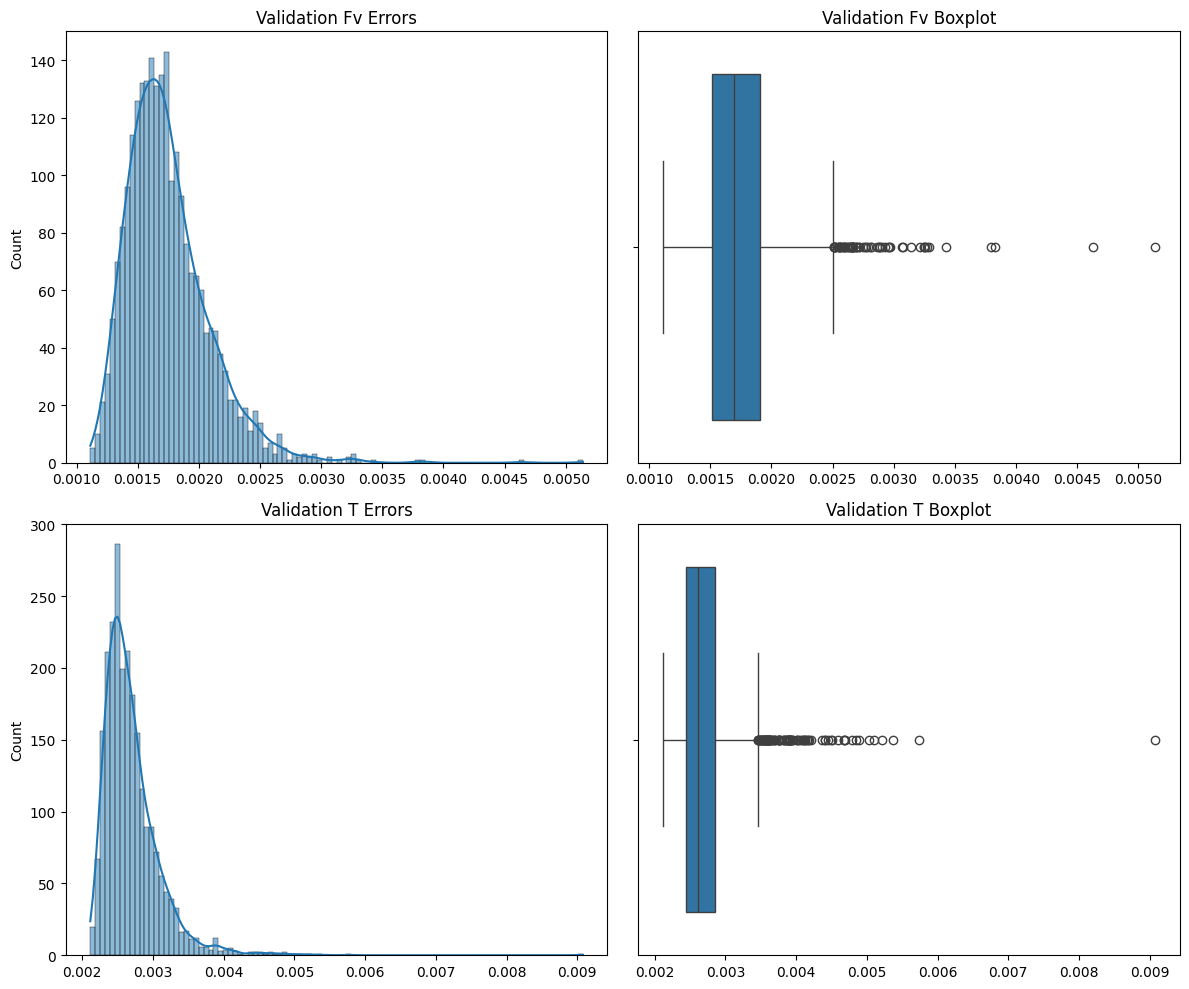 Validation Fv Errors
Validation Fv Boxplot
140
120
100
80
60
40
20
0
Count
0.0010 0.0015 0.0020 0.0025 0.0030 0.0035 0.0040 0.0045 0.0050
0.0010 0.0015 0.0020 0.0025 0.0030 0.0035 0.0040 0.0045 0.0050
Validation T Errors
Validation T Boxplot
300
250
200
150
100
50
0
Count
0.002 0.003 0.004 0.005 0.006 0.007 0.008 0.009
0.002 0.003 0.004 0.005 0.006 0.007 0.008 0.009